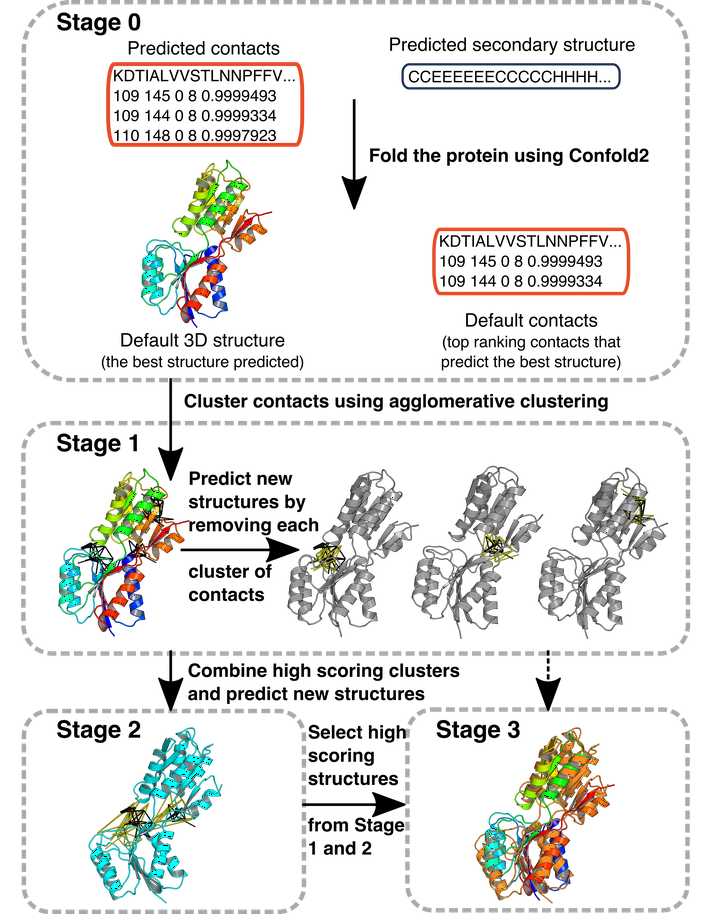 Stage 0
Predicted contacts
KDTIALVVSTLNNPFFV...
109 145 0 8 0.9999493
109 144 0 8 0.9999334
110 148 0 8 0.9997923
Predicted secondary structure
CCEEEEEECCCCCHHHH...
Fold the protein using Confold2
KDTIALVVSTLNNPFFV...
109 145 0 8 0.9999493
109 144 0 8 0.9999334
Default 3D structure
(the best structure predicted)
Default contacts
(top ranking contacts that
predict the best structure)
Cluster contacts using agglomerative clustering
Stage 1
Predict new
structures by
removing each
cluster of
contacts
Combine high scoring clusters
and predict new structures
Stage 2
Select high
scoring
structures
from Stage
1 and 2
Stage 3